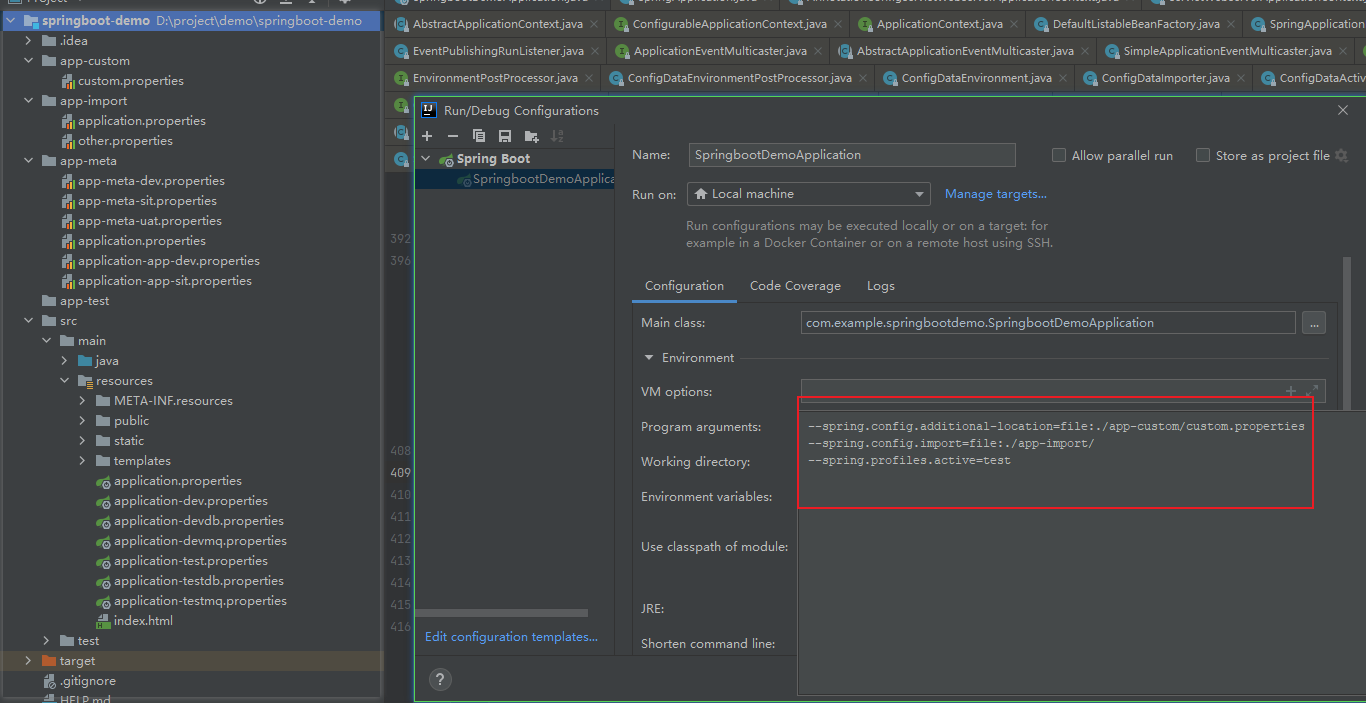 springboot-demo D:\project\demo\springboot-demo
.idea
app-custom
custom.properties
app-import
application.properties
other.properties
app-meta
app-meta-dev.properties
app-meta-sit.properties
app-meta-uat.properties
application.properties
application-app-dev.properties
application-app-sit.properties
app-test
src
main
java
resources
META-INF.resources
public
static
templates
application.properties
application-dev.properties
application-devdb.properties
application-devmq.properties
application-test.properties
application-testdb.properties
application-testmq.properties
index.html
test
target
.gitignore
HELP.md
AbstractApplicationContext.java ConfigurableApplicationContext.java ApplicationContext.java DefaultListableBeanFactory.java SpringApplication
EventPublishingRunListener.java ApplicationEventMulticaster.java AbstractApplicationEventMulticaster.java SimpleApplicationEventMulticaster.java
EnvironmentPostProcessor.java ConfigDataEnvironmentPostProcessor.java ConfigDataEnvironment.java ConfigDataImporter.java ConfigDataActiv
392
396
408
409
410
411
412
413
414
415
416
Run/Debug Configurations
Spring Boot
SpringbootDemoApplica
Edit configuration templates...
?
Name: SpringbootDemoApplication Allow parallel run Store as project file
Run on: Local machine Manage targets...
Run configurations may be executed locally or on a target: for
example in a Docker Container or on a remote host using SSH.
Configuration Code Coverage Logs
Main class: com.example.springbootdemo.SpringbootDemoApplication ...
Environment
VM options:
Program arguments: --spring.config.additional-location=file:./app-custom/custom.properties
--spring.config.import=file:./app-import/
--spring.profiles.active=test
Working directory:
Environment variables:
Use classpath of module:
JRE:
Shorten command line: